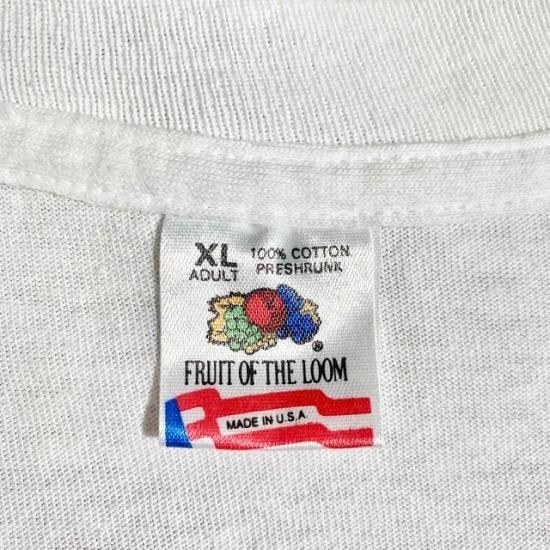 XL 100% COTTON
ADULT PRESHRUNK
®
FRUIT OF THE LOOM
MADE IN U.S.A